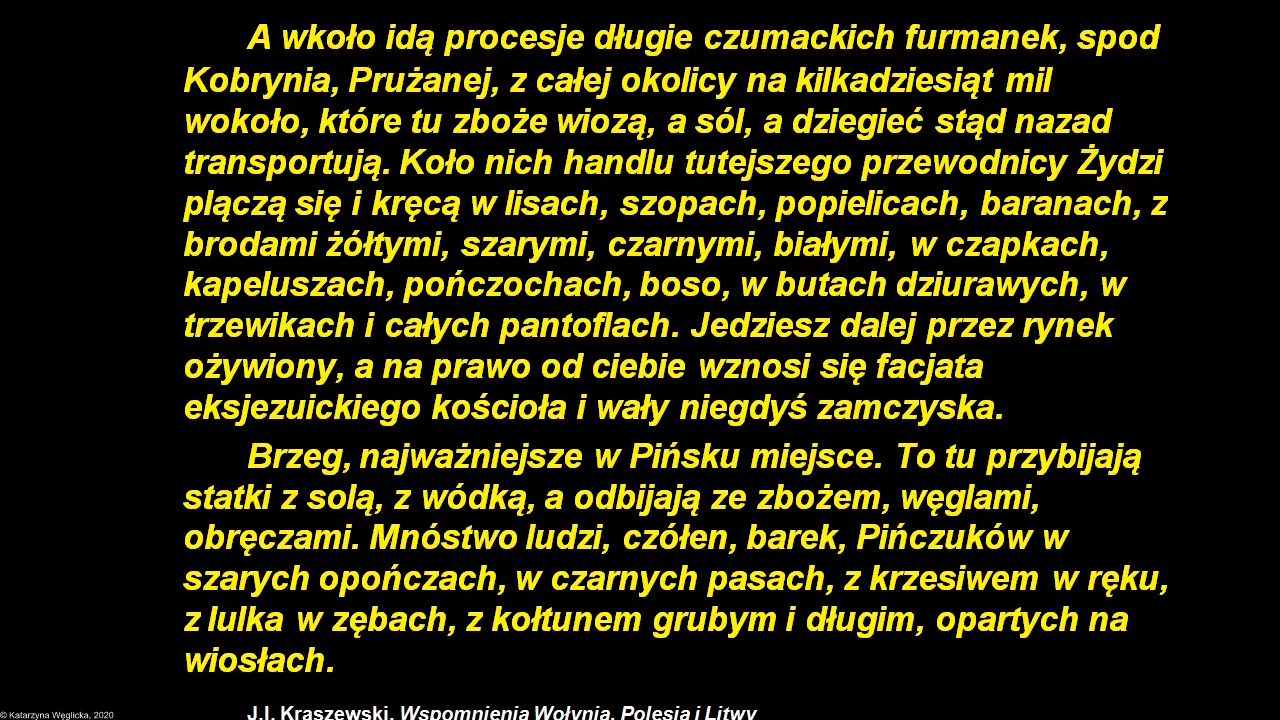 A wkoło idą procesje długie czumackich furmanek, spod
Kobrynia, Prużanej, z całej okolicy na kilkadziesiąt mil
wokoło, które tu zboże wiozą, a sól, a dziegieć stąd nazad
transportują. Koło nich handlu tutejszego przewodnicy Żydzi
plączą się i kręcą w lisach, szopach, popielicach, baranach, z
brodami żółtymi, szarymi, czarnymi, białymi, w czapkach,
kapeluszach, pończochach, boso, w butach dziurawych, w
trzewikach i całych pantoflach. Jedziesz dalej przez rynek
ożywiony, a na prawo od ciebie wznosi się facjata
eksjezuickiego kościoła i wały niegdyś zamczyska.
Brzeg, najważniejsze w Pińsku miejsce. To tu przybijają
statki z solą, z wódką, a odbijają ze zbożem, węglami,
obręczami. Mnóstwo ludzi, czółen, barek, Pińczuków w
szarych opończach, w czarnych pasach, z krzesiwem w ręku,
z lulka w zębach, z kołtunem grubym i długim, opartych na
wiosłach.
J.I. Kraszewski, Wspomnienia Wołynia, Polesia i Litwy
© Katarzyna Węglicka, 2020